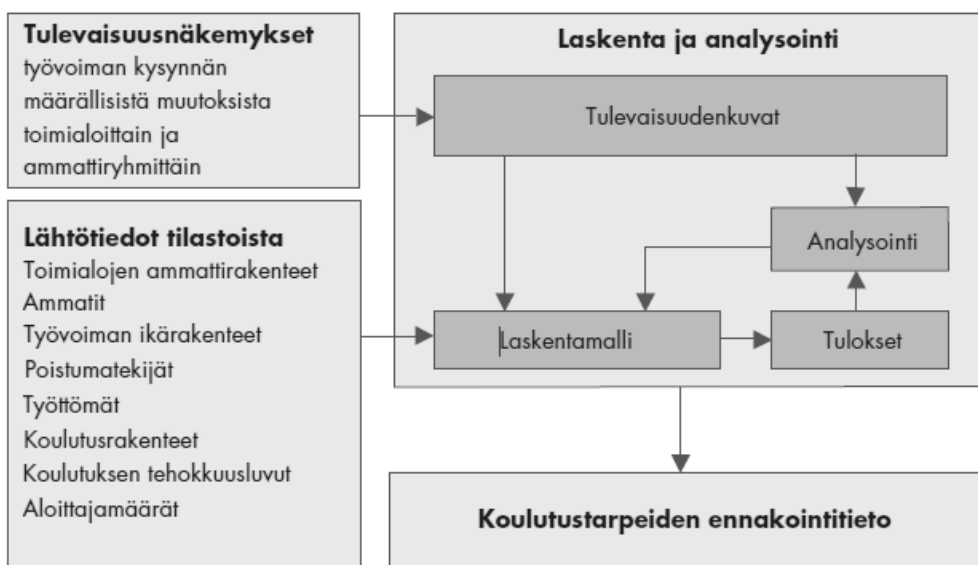 Tulevaisuusnäkemykset
työvoiman kysynnän
määrällisistä muutoksista
toimialoittain ja
ammattiryhmittäin
Lähtötiedot tilastoista
Toimialojen ammattirakenteet
Ammatit
Työvoiman ikärakenteet
Poistumatekijät
Työttömät
Koulutusrakenteet
Koulutuksen tehokkuusluvut
Aloittajamäärät
Laskenta ja analysointi
Tulevaisuudenkuvat
Analysointi
Laskentamalli
Tulokset
Koulutustarpeiden ennakointitieto